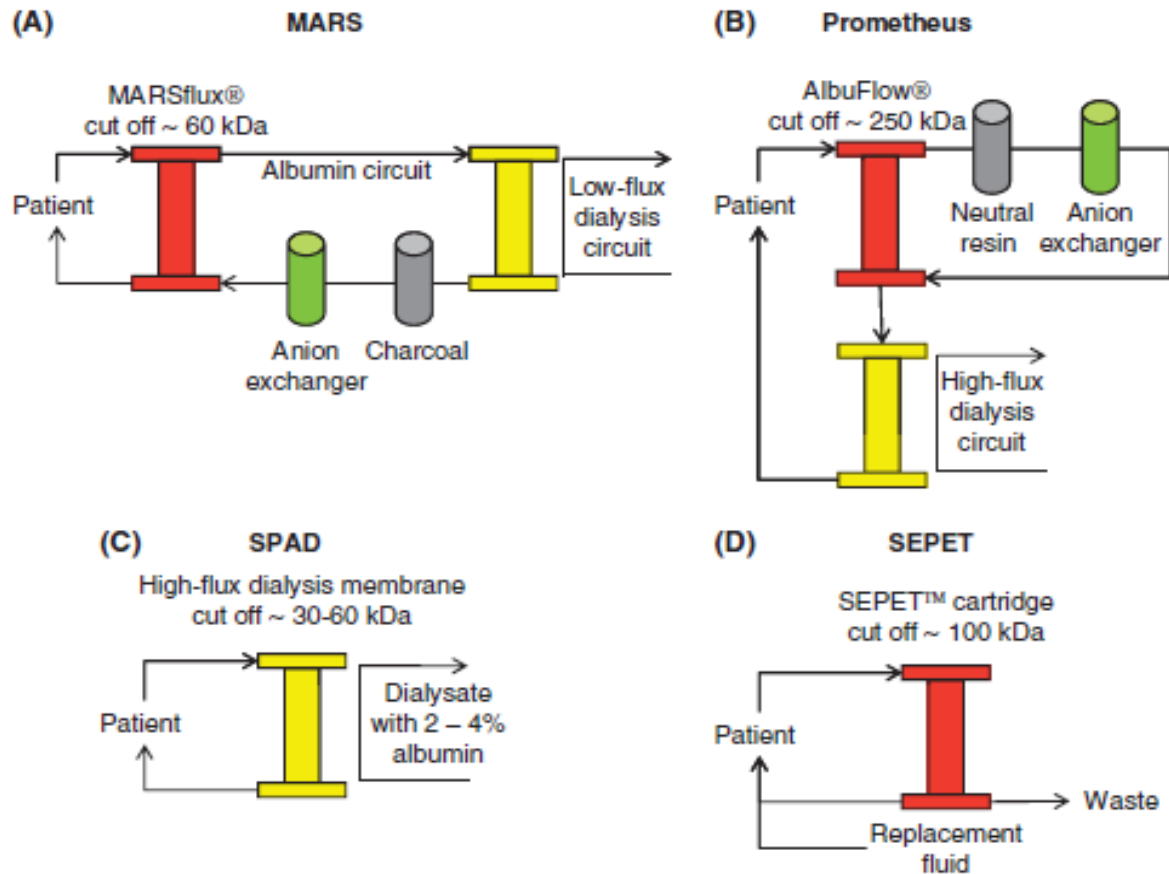 (A) MARS
MARSflux®
cut off ~ 60 kDa
Patient
Albumin circuit
Low-flux
dialysis
circuit
Anion
exchanger
Charcoal
(B) Prometheus
AlbuFlow®
cut off ~ 250 kDa
Patient
Neutral
resin
Anion
exchanger
High-flux
dialysis
circuit
(C) SPAD
High-flux dialysis membrane
cut off ~ 30-60 kDa
Patient
Dialysate
with 2 – 4%
albumin
(D) SEPET
SEPET™ cartridge
cut off ~ 100 kDa
Patient
Waste
Replacement
fluid